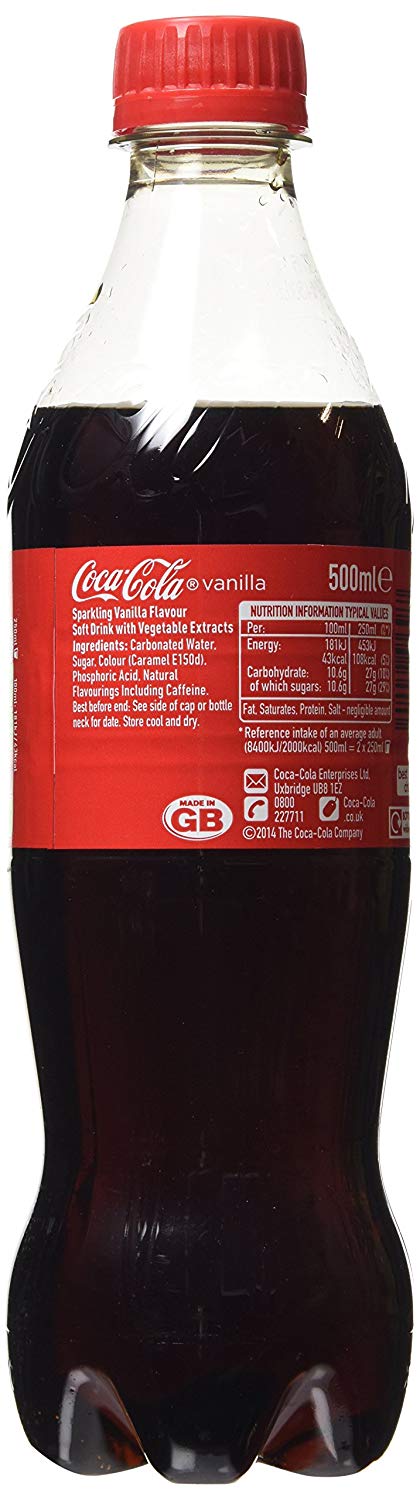 Coca-Cola® vanilla
500ml e
Sparkling Vanilla Flavour
Soft Drink with Vegetable Extracts
Ingredients: Carbonated Water,
Sugar, Colour (Caramel E150d),
Phosphoric Acid, Natural
Flavourings Including Caffeine.
Best before end: See side of cap or bottle
neck for date. Store cool and dry.
NUTRITION INFORMATION TYPICAL VALUES
Per: 100ml 250ml (%*)
Energy: 181kJ 453kJ
43kcal 108kcal (5%)
Carbohydrate: 10.6g 27g (10%)
of which sugars: 10.6g 27g (29%)
Fat, Saturates, Protein, Salt - negligible amount
* Reference intake of an average adult
(8400kJ/2000kcal) 500ml = 2 x 250ml
Coca-Cola Enterprises Ltd,
Uxbridge UB8 1EZ
0800
227711
Coca-Cola
.co.uk
©2014 The Coca-Cola Company
MADE IN
GB
best